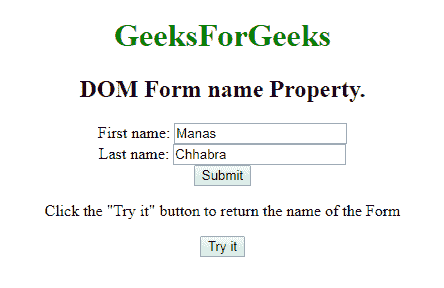 GeeksForGeeks
DOM Form name Property.
First name: Manas
Last name: Chhabra
Submit
Click the "Try it" button to return the name of the Form
Try it